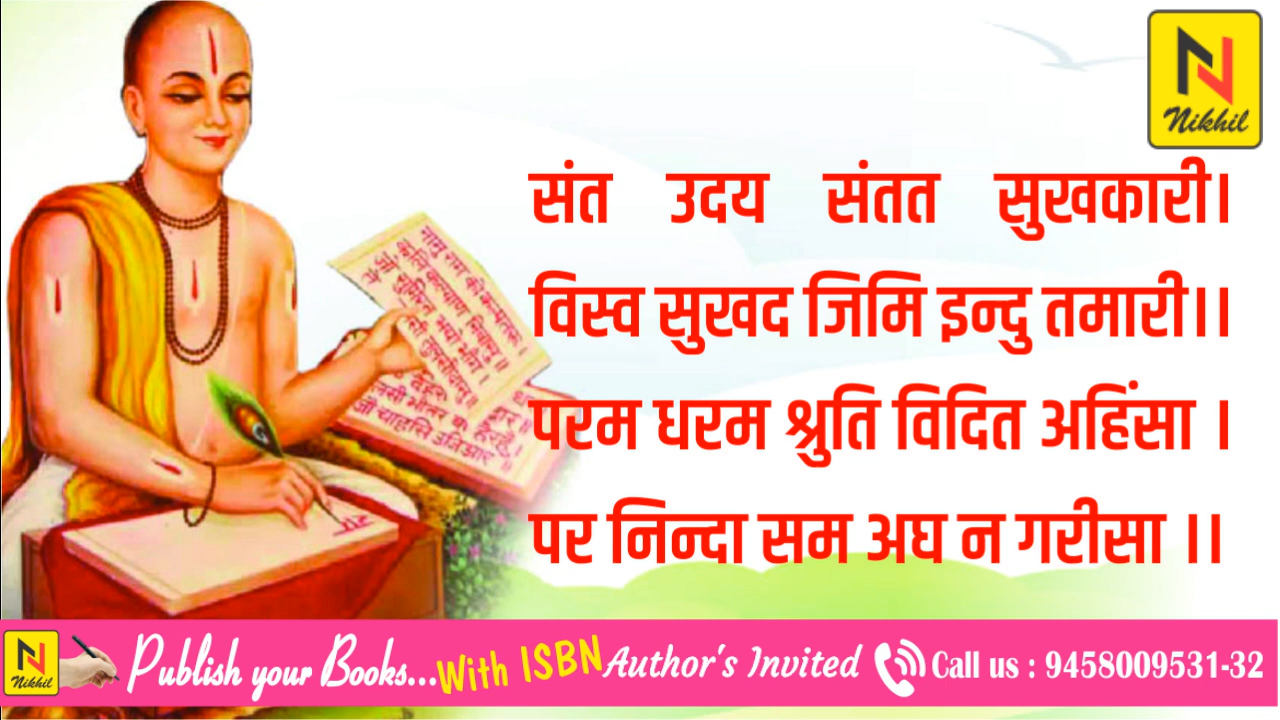 Nikhil
संत उदय संतत सुखकारी।
विस्व सुखद जिमि इन्दु तमारी।।
परम धरम श्रुति विदित अहिंसा ।
पर निन्दा सम अघ न गरीसा ।।
Nikhil Publish your Books...With ISBN Author's Invited Call us : 9458009531-32